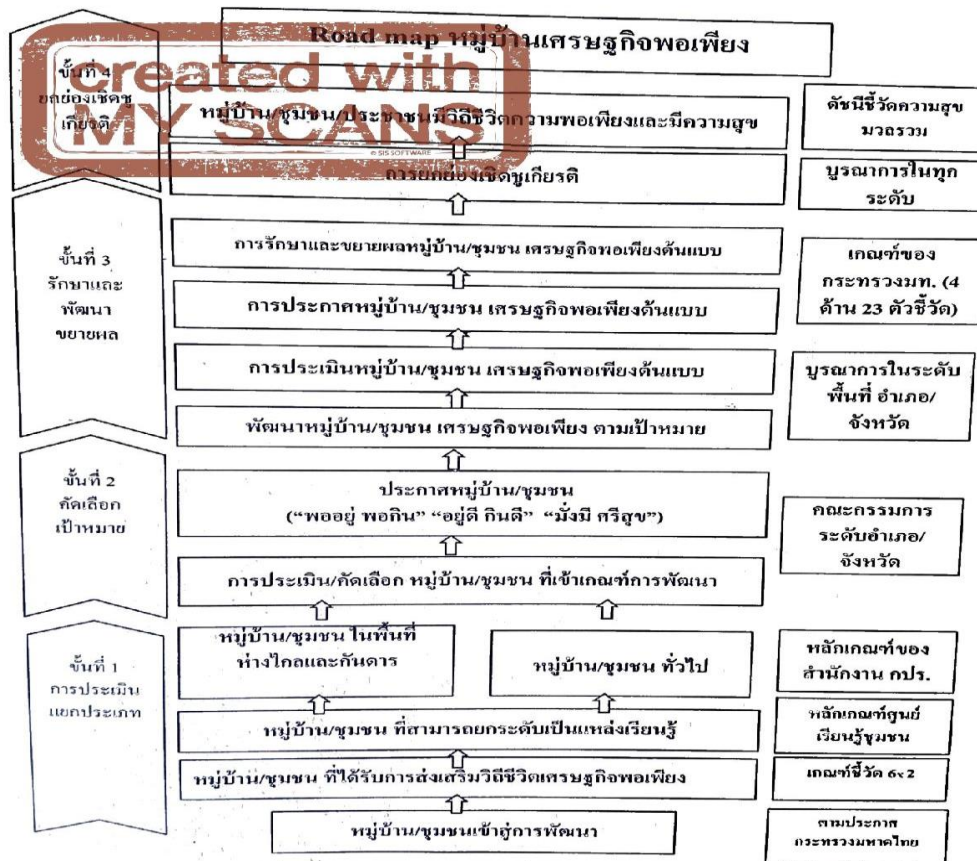 Road map หมู่บ้านเศรษฐกิจพอเพียง
created with
MY SCANS
© SIS SOFTWARE
ขั้นที่ 4
ยกย่องเชิดชู
เกียรติ
หมู่บ้าน/ชุมชน/ประชาชนมีวิถีชีวิตความพอเพียงและมีความสุข
ดัชนีชี้วัดความสุข
มวลรวม
การยกย่องเชิดชูเกียรติ
บูรณาการในทุก
ระดับ
ขั้นที่ 3
รักษาและ
พัฒนา
ขยายผล
การรักษาและขยายผลหมู่บ้าน/ชุมชน เศรษฐกิจพอเพียงต้นแบบ
เกณฑ์ของ
กระทรวงมท. (4
ด้าน 23 ตัวชี้วัด)
การประกาศหมู่บ้าน/ชุมชน เศรษฐกิจพอเพียงต้นแบบ
การประเมินหมู่บ้าน/ชุมชน เศรษฐกิจพอเพียงต้นแบบ
บูรณาการในระดับ
พื้นที่ อำเภอ/
จังหวัด
พัฒนาหมู่บ้าน/ชุมชน เศรษฐกิจพอเพียง ตามเป้าหมาย
ขั้นที่ 2
คัดเลือก
เป้าหมาย
ประกาศหมู่บ้าน/ชุมชน
(“พออยู่ พอกิน” “อยู่ดี กินดี” “มั่งมี ศรีสุข”)
คณะกรรมการ
ระดับอำเภอ/
จังหวัด
การประเมิน/คัดเลือก หมู่บ้าน/ชุมชน ที่เข้าเกณฑ์การพัฒนา
ขั้นที่ 1
การประเมิน
แยกประเภท
หมู่บ้าน/ชุมชน ในพื้นที่
ห่างไกลและกันดาร
หมู่บ้าน/ชุมชน ทั่วไป
หลักเกณฑ์ของ
สำนักงาน กปร.
หมู่บ้าน/ชุมชน ที่สามารถยกระดับเป็นแหล่งเรียนรู้
หลักเกณฑ์ศูนย์
เรียนรู้ชุมชน
หมู่บ้าน/ชุมชน ที่ได้รับการส่งเสริมวิถีชีวิตเศรษฐกิจพอเพียง
เกณฑ์ชี้วัด 6x2
หมู่บ้าน/ชุมชนเข้าสู่การพัฒนา
ตามประกาศ
กระทรวงมหาดไทย